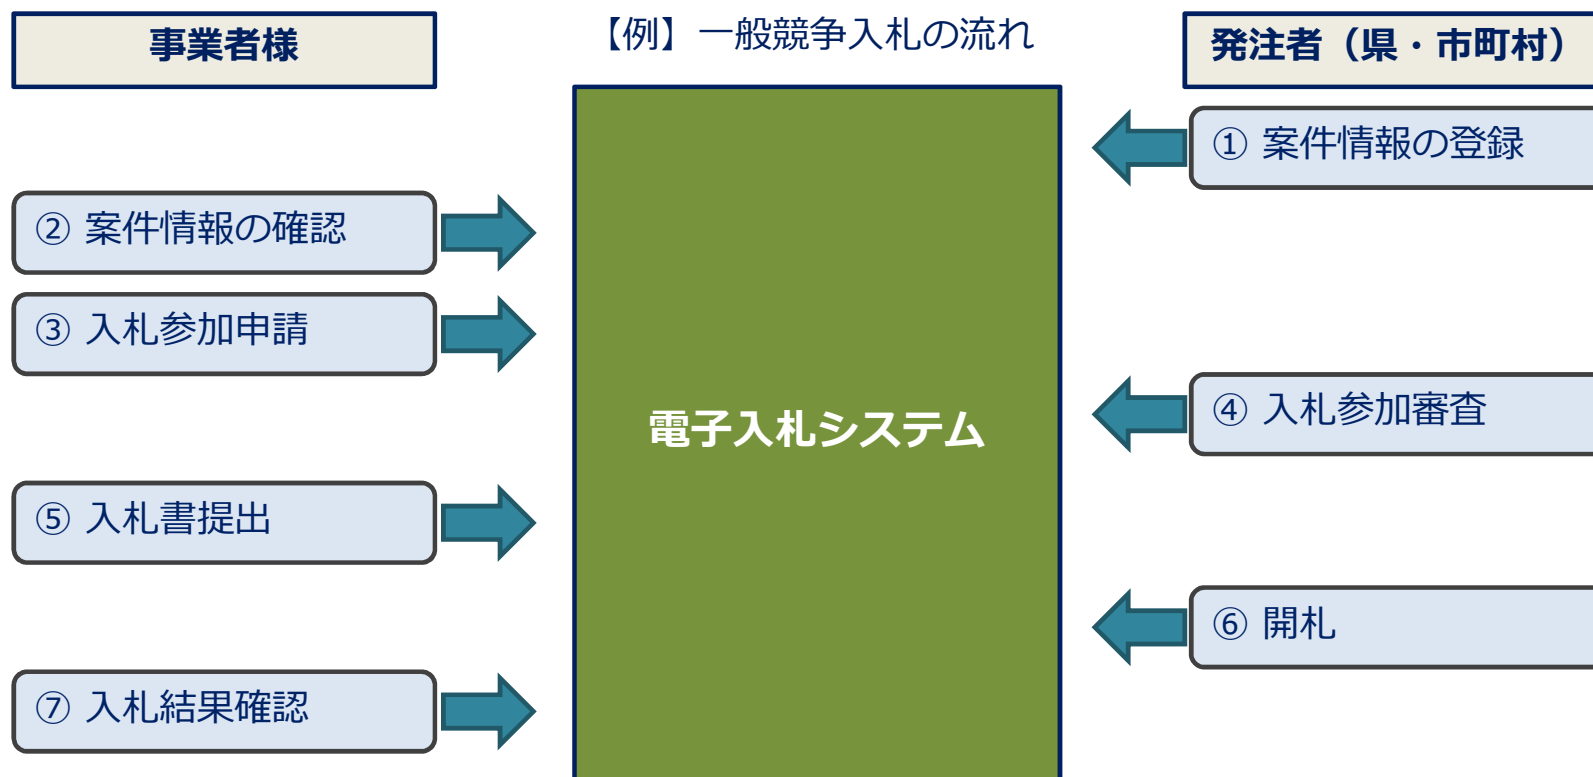 事業者様
【例】一般競争入札の流れ
発注者（県・市町村）
① 案件情報の登録
② 案件情報の確認
③ 入札参加申請
④ 入札参加審査
電子入札システム
⑤ 入札書提出
⑥ 開札
⑦ 入札結果確認